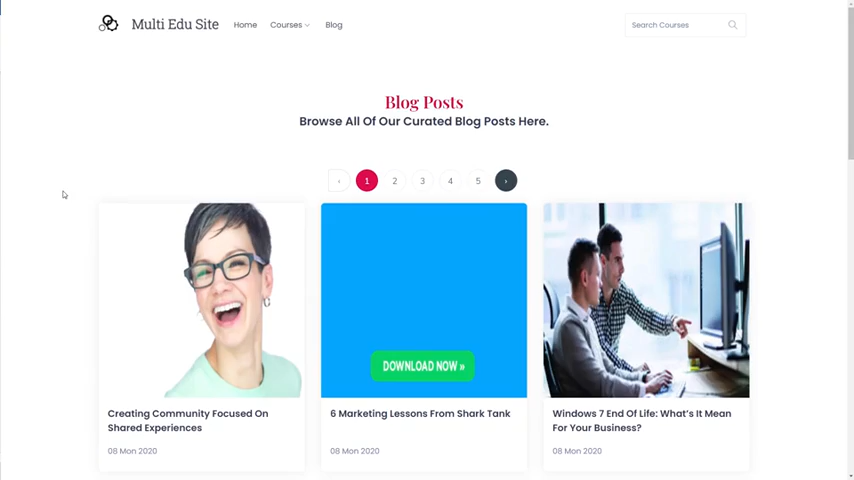 Multi Edu Site
Home
Courses
Blog
Search Courses
Blog Posts
Browse All Of Our Curated Blog Posts Here.
‹ 1 2 3 4 5 ›
DOWNLOAD NOW »
Creating Community Focused On
Shared Experiences
08 Mon 2020
6 Marketing Lessons From Shark Tank
08 Mon 2020
Windows 7 End Of Life: What's It Mean
For Your Business?
08 Mon 2020